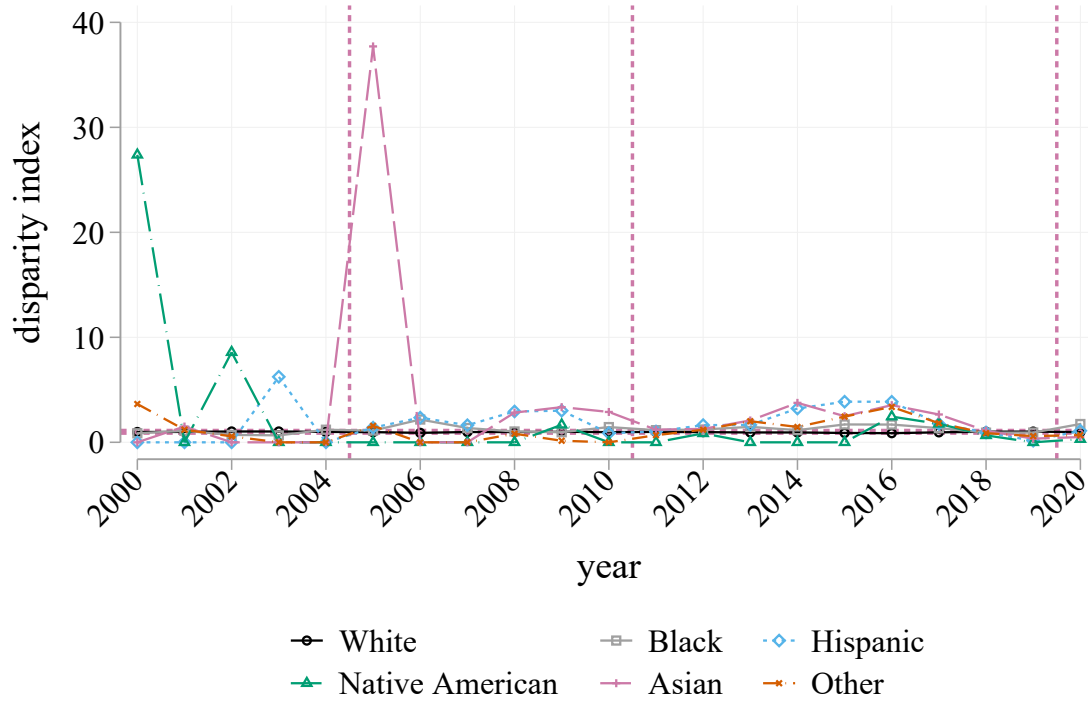 40
30
20
10
0
disparity index
2000 2002 2004 2006 2008 2010 2012 2014 2016 2018 2020
year
White Black Hispanic
Native American Asian Other